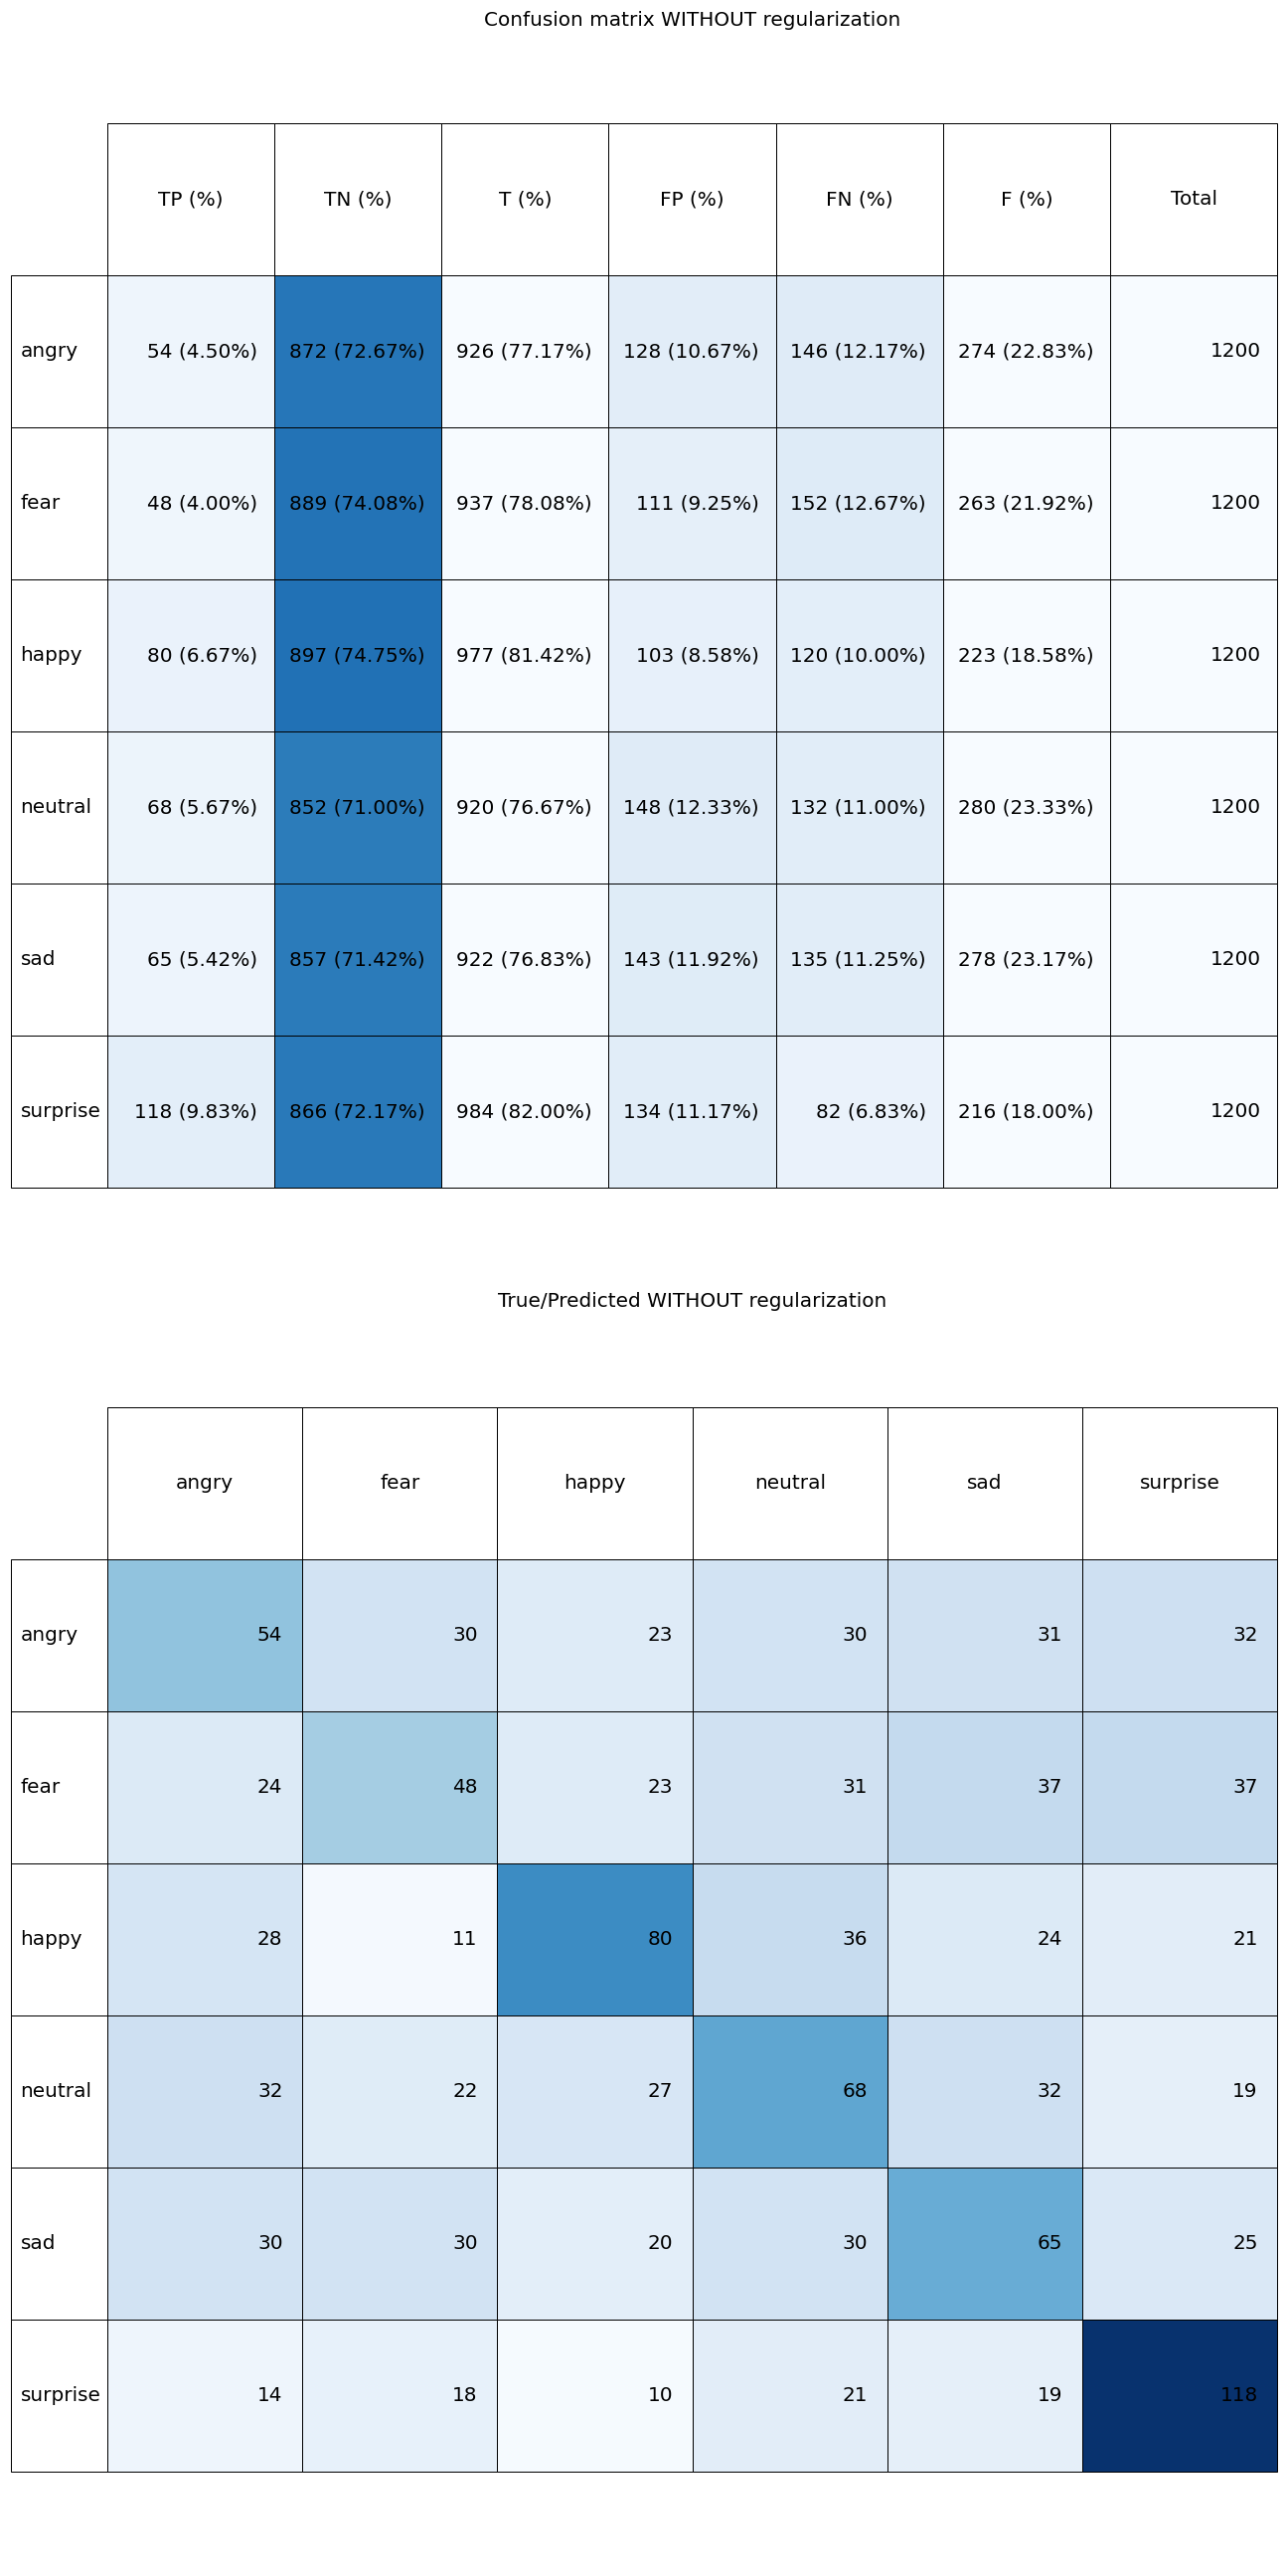 Confusion matrix WITHOUT regularization
TP (%) TN (%) T (%) FP (%) FN (%) F (%) Total
angry 54 (4.50%) 872 (72.67%) 926 (77.17%) 128 (10.67%) 146 (12.17%) 274 (22.83%) 1200
fear 48 (4.00%) 889 (74.08%) 937 (78.08%) 111 (9.25%) 152 (12.67%) 263 (21.92%) 1200
happy 80 (6.67%) 897 (74.75%) 977 (81.42%) 103 (8.58%) 120 (10.00%) 223 (18.58%) 1200
neutral 68 (5.67%) 852 (71.00%) 920 (76.67%) 148 (12.33%) 132 (11.00%) 280 (23.33%) 1200
sad 65 (5.42%) 857 (71.42%) 922 (76.83%) 143 (11.92%) 135 (11.25%) 278 (23.17%) 1200
surprise 118 (9.83%) 866 (72.17%) 984 (82.00%) 134 (11.17%) 82 (6.83%) 216 (18.00%) 1200
True/Predicted WITHOUT regularization
angry fear happy neutral sad surprise
angry 54 30 23 30 31 32
fear 24 48 23 31 37 37
happy 28 11 80 36 24 21
neutral 32 22 27 68 32 19
sad 30 30 20 30 65 25
surprise 14 18 10 21 19 118